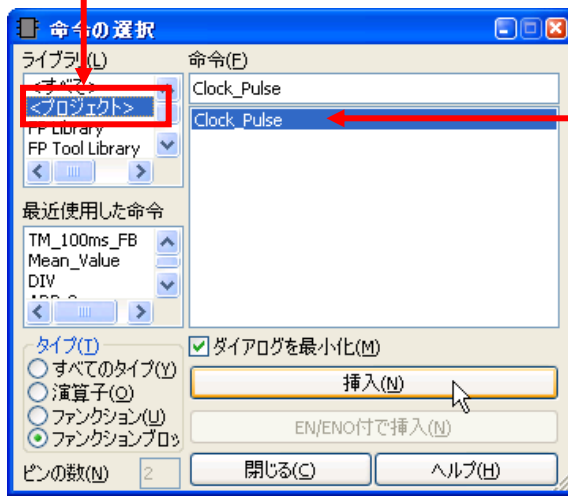 命令の選択
ライブラリ(L)
命令(F)
<すべて>
Clock_Pulse
<プロジェクト>
Clock_Pulse
FP Library
FP Tool Library
最近使用した命令
TM_100ms_FB
Mean_Value
DIV
タイプ(T)
ダイアログを最小化(M)
すべてのタイプ(Y)
挿入(N)
演算子(O)
ファンクション(U)
EN/ENO付で挿入(N)
ファンクションブロッ
ピンの数(N)
2
閉じる(C)
ヘルプ(H)